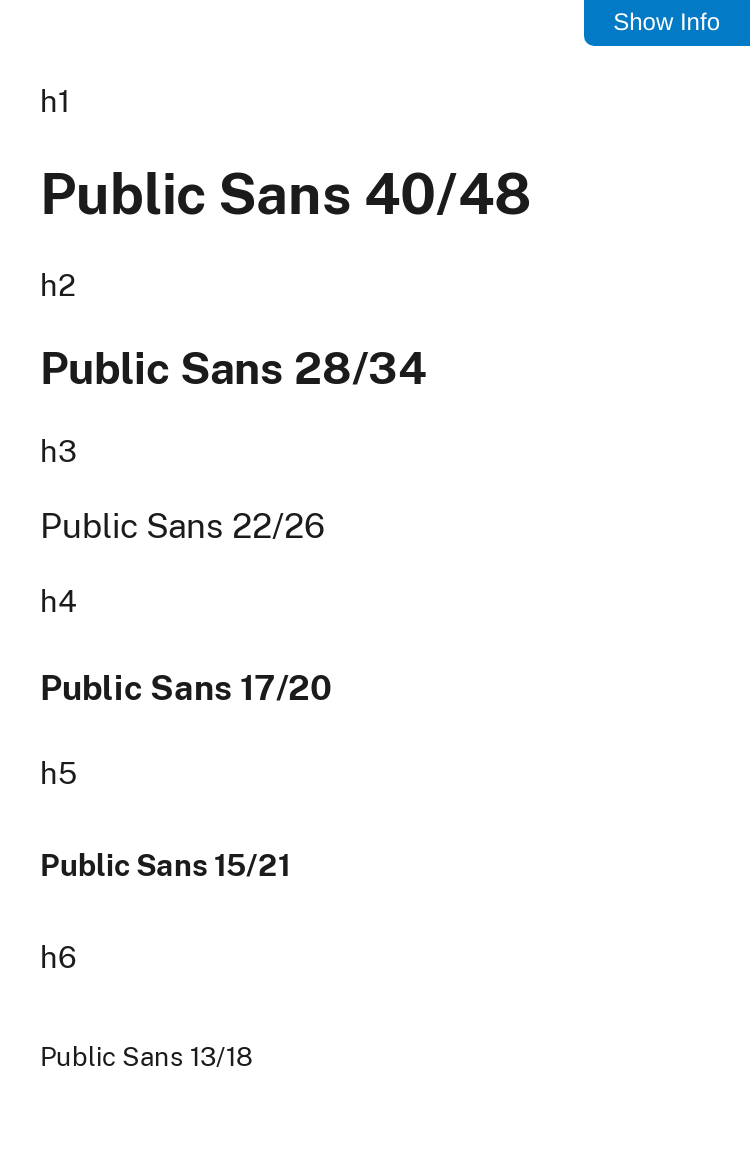 Show Info
h1
Public Sans 40/48
h2
Public Sans 28/34
h3
Public Sans 22/26
h4
Public Sans 17/20
h5
Public Sans 15/21
h6
Public Sans 13/18